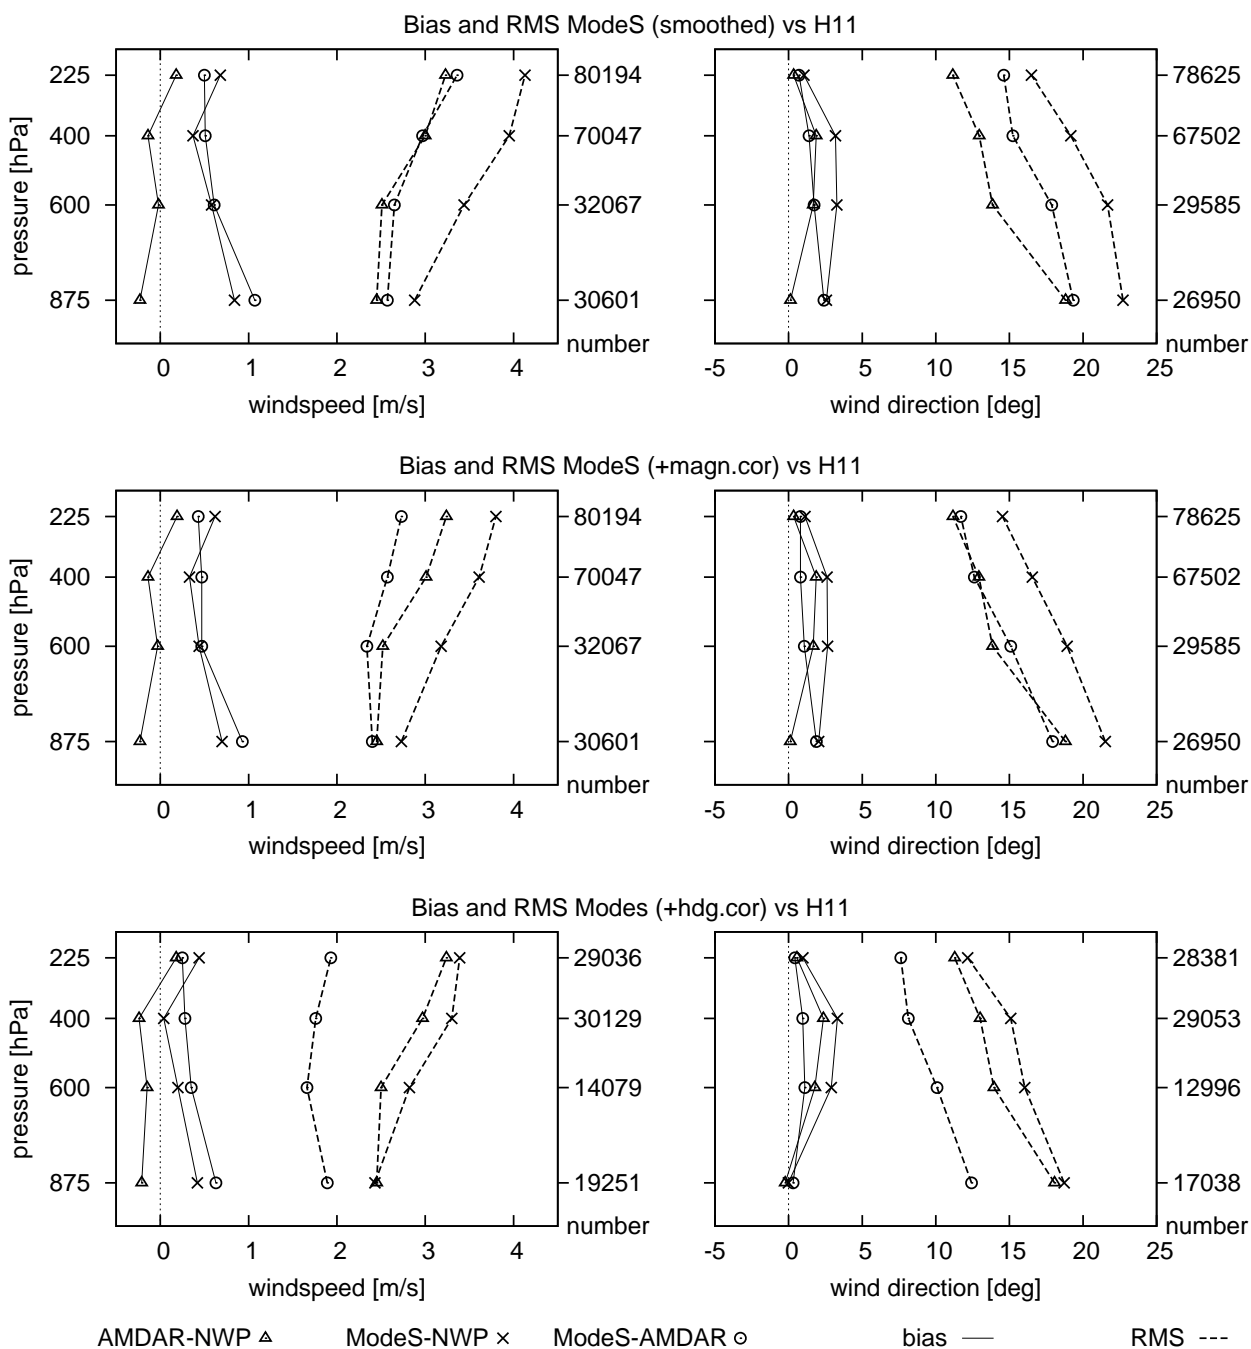 Bias and RMS ModeS (smoothed) vs H11
pressure [hPa]
225
400
600
875
80194
70047
32067
30601
number
0 1 2 3 4
windspeed [m/s]
78625
67502
29585
26950
number
-5 0 5 10 15 20 25
wind direction [deg]
Bias and RMS ModeS (+magn.cor) vs H11
pressure [hPa]
225
400
600
875
80194
70047
32067
30601
number
0 1 2 3 4
windspeed [m/s]
78625
67502
29585
26950
number
-5 0 5 10 15 20 25
wind direction [deg]
Bias and RMS Modes (+hdg.cor) vs H11
pressure [hPa]
225
400
600
875
29036
30129
14079
19251
number
0 1 2 3 4
windspeed [m/s]
28381
29053
12996
17038
number
-5 0 5 10 15 20 25
wind direction [deg]
AMDAR-NWP ModeS-NWP ModeS-AMDAR bias RMS